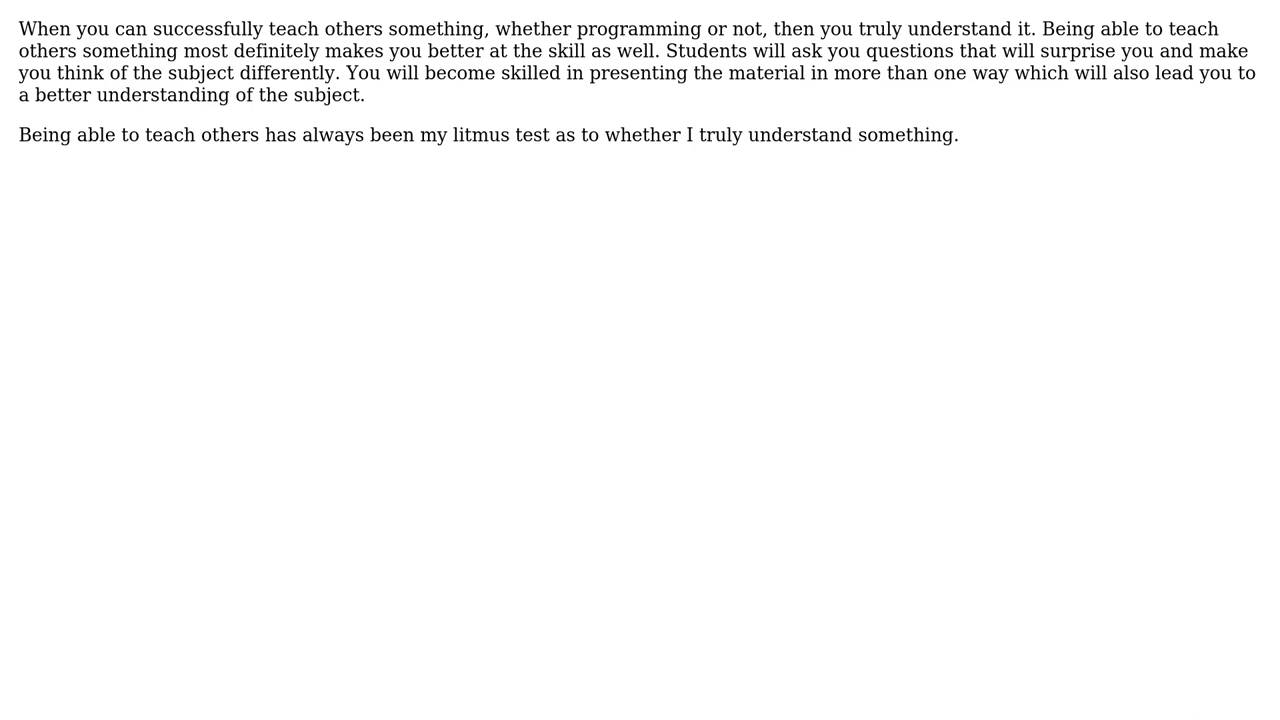 When you can successfully teach others something, whether programming or not, then you truly understand it. Being able to teach
others something most definitely makes you better at the skill as well. Students will ask you questions that will surprise you and make
you think of the subject differently. You will become skilled in presenting the material in more than one way which will also lead you to
a better understanding of the subject.
Being able to teach others has always been my litmus test as to whether I truly understand something.